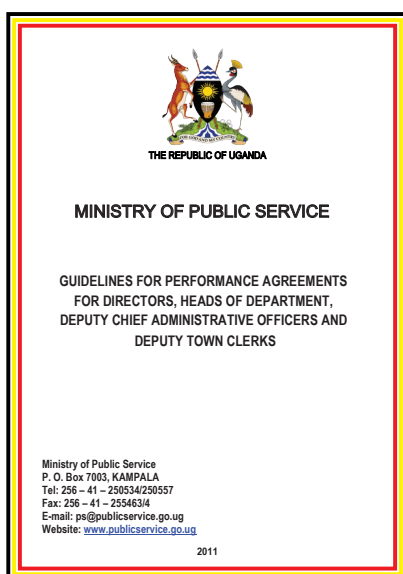 FOR GOD AND MY COUNTRY
THE REPUBLIC OF UGANDA
MINISTRY OF PUBLIC SERVICE
GUIDELINES FOR PERFORMANCE AGREEMENTS
FOR DIRECTORS, HEADS OF DEPARTMENT,
DEPUTY CHIEF ADMINISTRATIVE OFFICERS AND
DEPUTY TOWN CLERKS
Ministry of Public Service
P. O. Box 7003, KAMPALA
Tel: 256 – 41 – 250534/250557
Fax: 256 – 41 – 255463/4
E-mail: ps@publicservice.go.ug
Website: www.publicservice.go.ug
2011